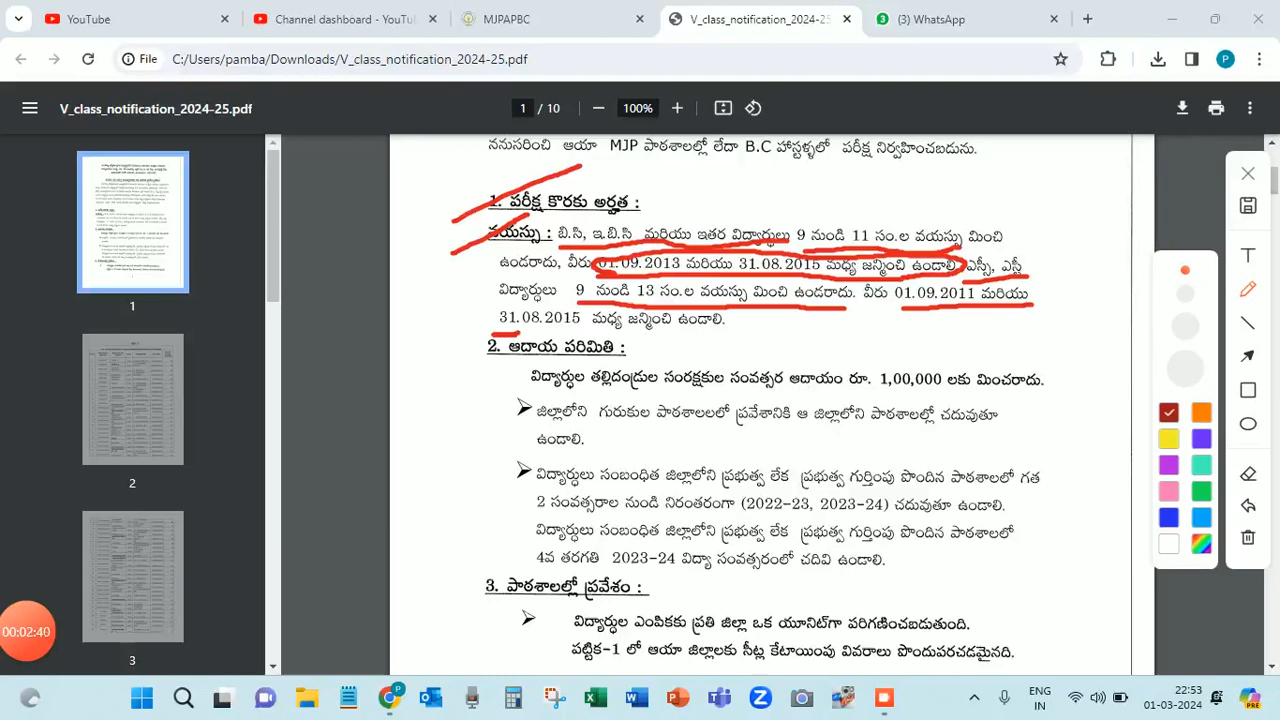 YouTube
Channel dashboard - YouTu
MJPAPBC
V_class_notification_2024-25.
(3) WhatsApp
File
C:/Users/pamba/Downloads/V_class_notification_2024-25.pdf
V_class_notification_2024-25.pdf
1 / 10
100%
ననుసరించి ఆయా MJP పాఠశాలల్లో లేదా B.C హాస్టళ్ళలో పరీక్ష నిర్వహించబడును.
1. పరీక్ష కొరకు అర్హత :
వయస్సు : బి.సి. ఇ.బి.సి. మరియు ఇతర విద్యార్థులు 9 11 సం.ల వయస్సు మించి
ఉండరాదు. వీరు 01.09.2013 మరియు 31.08.2015 మధ్య జన్మించి ఉండాలి ఎస్సి, ఎస్టీ
విద్యార్థులు 9 నుండి 13 సం.ల వయస్సు మించి ఉండరాదు. వీరు 01.09.2011 మరియు
31.08.2015 మధ్య జన్మించి ఉండాలి.
2. ఆదాయ పరిమితి :
విద్యార్థుల తల్లిదండ్రుల సంరక్షకుల సంవత్సర ఆదాయం రూ. 1,00,000 లకు మించరాదు.
జిల్లాలోని గురుకుల పాఠశాలలలో ప్రవేశానికి ఆ జిల్లాలోని పాఠశాలల్లో చదువుతూ
ఉండాలి.
విద్యార్థులు సంబంధిత జిల్లాలోని ప్రభుత్వ లేక ప్రభుత్వ గుర్తింపు పొందిన పాఠశాలలో గత
2 సంవత్సరాల నుండి నిరంతరంగా (2022-23, 2023-24) చదువుతూ ఉండాలి.
విద్యార్థులు సంబంధిత జిల్లాలోని ప్రభుత్వ లేక ప్రభుత్వ గుర్తింపు పొందిన పాఠశాలలో
4వ తరగతి 2023-24 విద్యా సంవత్సరంలో చదివి ఉండాలి.
3. పాఠశాలల్లో ప్రవేశం :
విద్యార్థుల ఎంపికకు ప్రతి జిల్లా ఒక యూనిట్‌గా పరిగణించబడుతుంది.
పట్టిక-1 లో ఆయా జిల్లాలకు సీట్ల కేటాయింపు వివరాలు పొందుపరచడమైనది.
1
2
3
00:02:40
ENG
IN
22:53
01-03-2024